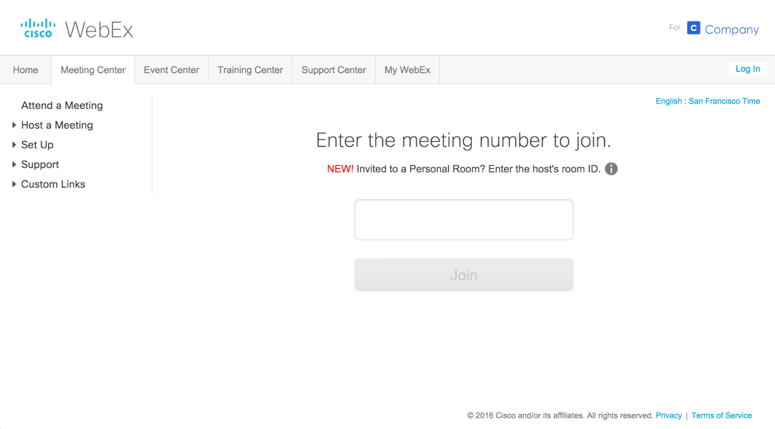 CISCO WebEx
For C Company
Home Meeting Center Event Center Training Center Support Center My WebEx Log In
English : San Francisco Time
Attend a Meeting
Host a Meeting
Set Up
Support
Custom Links
Enter the meeting number to join.
NEW! Invited to a Personal Room? Enter the host's room ID. i
Join
© 2016 Cisco and/or its affiliates. All rights reserved. Privacy | Terms of Service